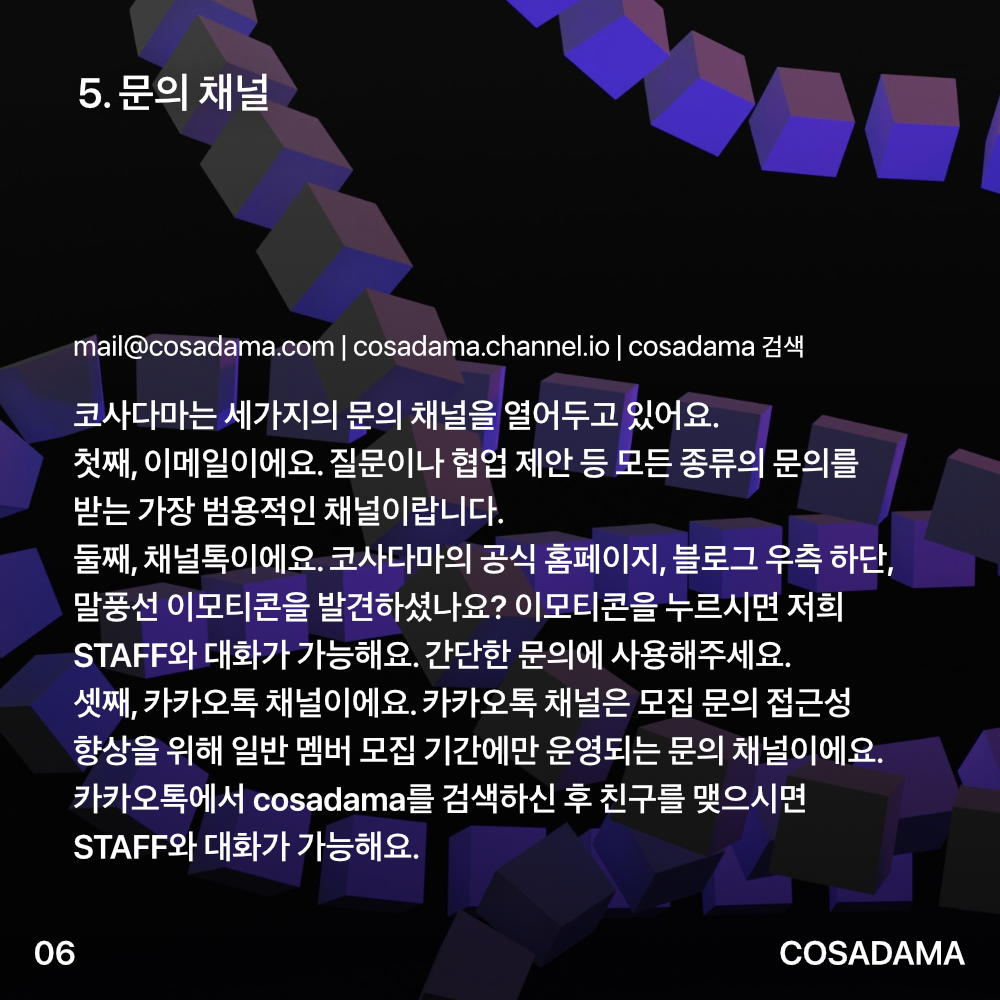 5. 문의 채널
mail@cosadama.com | cosadama.channel.io | cosadama 검색
코사다마는 세가지의 문의 채널을 열어두고 있어요.
첫째, 이메일이에요. 질문이나 협업 제안 등 모든 종류의 문의를
받는 가장 범용적인 채널이랍니다.
둘째, 채널톡이에요. 코사다마의 공식 홈페이지, 블로그 우측 하단,
말풍선 이모티콘을 발견하셨나요? 이모티콘을 누르시면 저희
STAFF와 대화가 가능해요. 간단한 문의에 사용해주세요.
셋째, 카카오톡 채널이에요. 카카오톡 채널은 모집 문의 접근성
향상을 위해 일반 멤버 모집 기간에만 운영되는 문의 채널이에요.
카카오톡에서 cosadama를 검색하신 후 친구를 맺으시면
STAFF와 대화가 가능해요.
06
COSADAMA